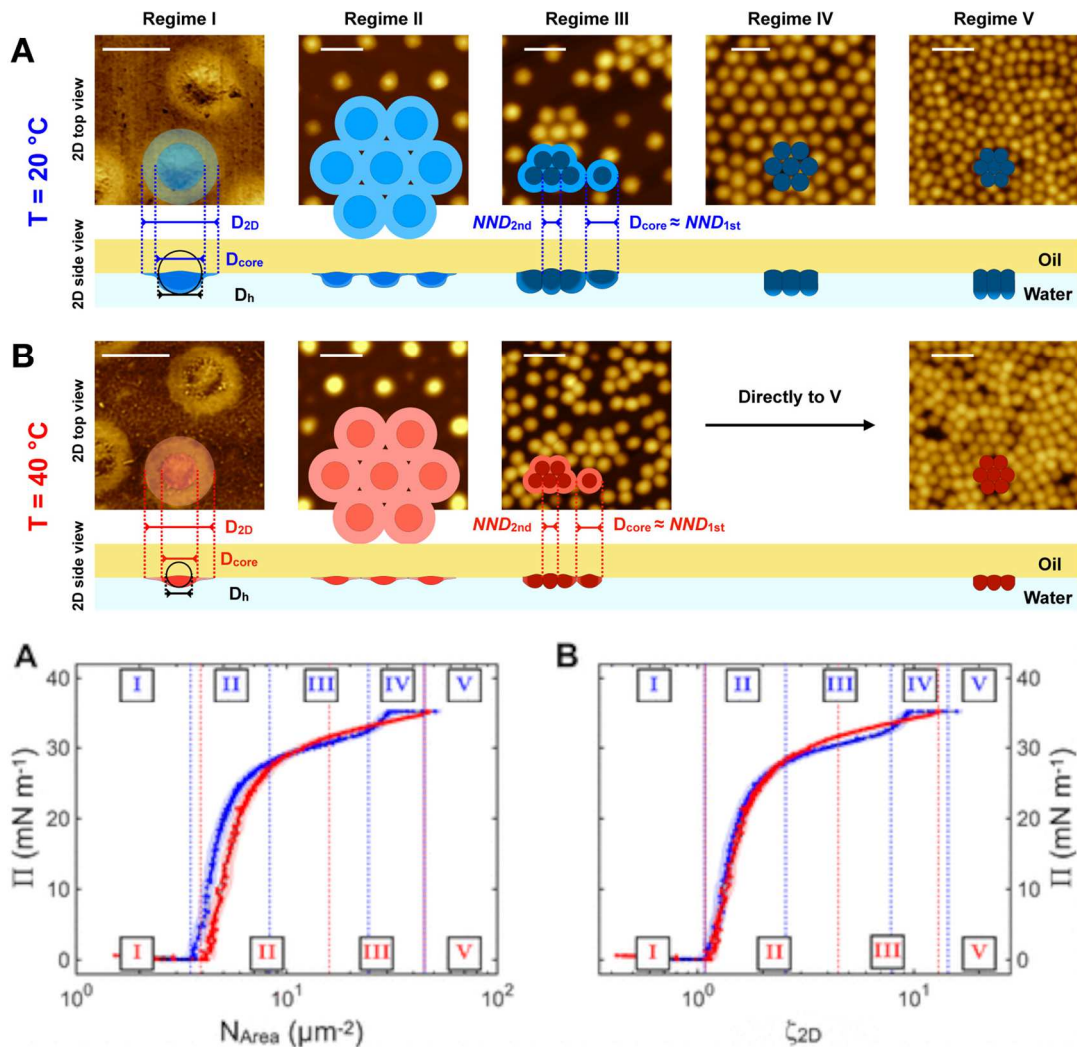 Regime I Regime II Regime III Regime IV Regime V
A
T = 20 °C
2D top view
2D side view
D2D
Dcore
Dh
NND2nd Dcore ≈ NND1st
Oil
Water
B
T = 40 °C
2D top view
2D side view
Directly to V
D2D
Dcore
Dh
NND2nd Dcore ≈ NND1st
Oil
Water
A
I II III IV V
40
30
20
10
0
Π (mN m-1)
I II III V
10^0 10^1 10^2
NArea (μm-2)
B
I II III IV V
40
30
20
10
0
Π (mN m-1)
I II III V
10^0 10^1
ζ2D